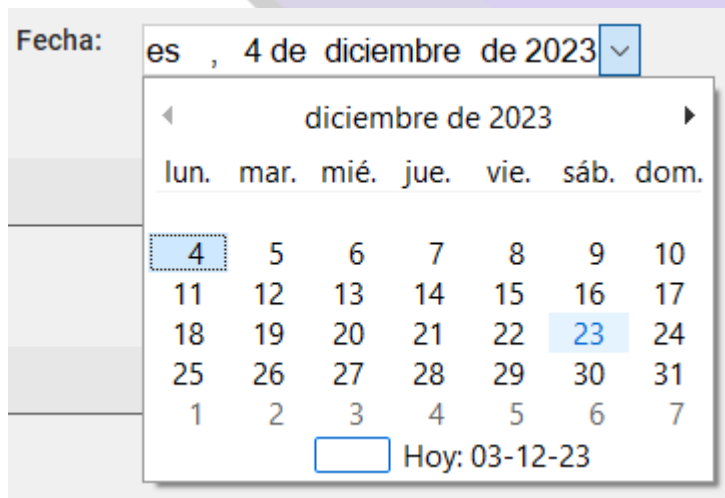 Fecha:
es , 4 de diciembre de 2023
diciembre de 2023
lun. mar. mié. jue. vie. sáb. dom.
4 5 6 7 8 9 10
11 12 13 14 15 16 17
18 19 20 21 22 23 24
25 26 27 28 29 30 31
1 2 3 4 5 6 7
Hoy: 03-12-23